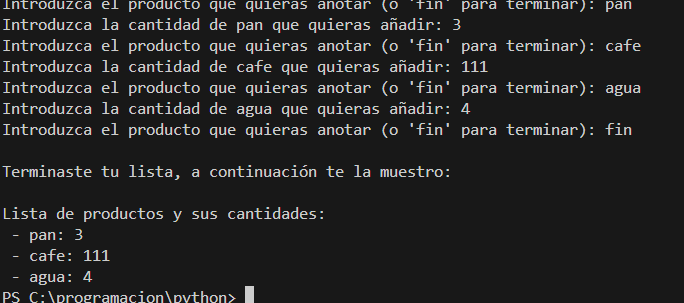 Introduzca el producto que quieras anotar (o 'fin' para terminar): pan
Introduzca la cantidad de pan que quieras añadir: 3
Introduzca el producto que quieras anotar (o 'fin' para terminar): cafe
Introduzca la cantidad de cafe que quieras añadir: 111
Introduzca el producto que quieras anotar (o 'fin' para terminar): agua
Introduzca la cantidad de agua que quieras añadir: 4
Introduzca el producto que quieras anotar (o 'fin' para terminar): fin
Terminaste tu lista, a continuación te la muestro:
Lista de productos y sus cantidades:
- pan: 3
- cafe: 111
- agua: 4
PS C:\programacion\python>